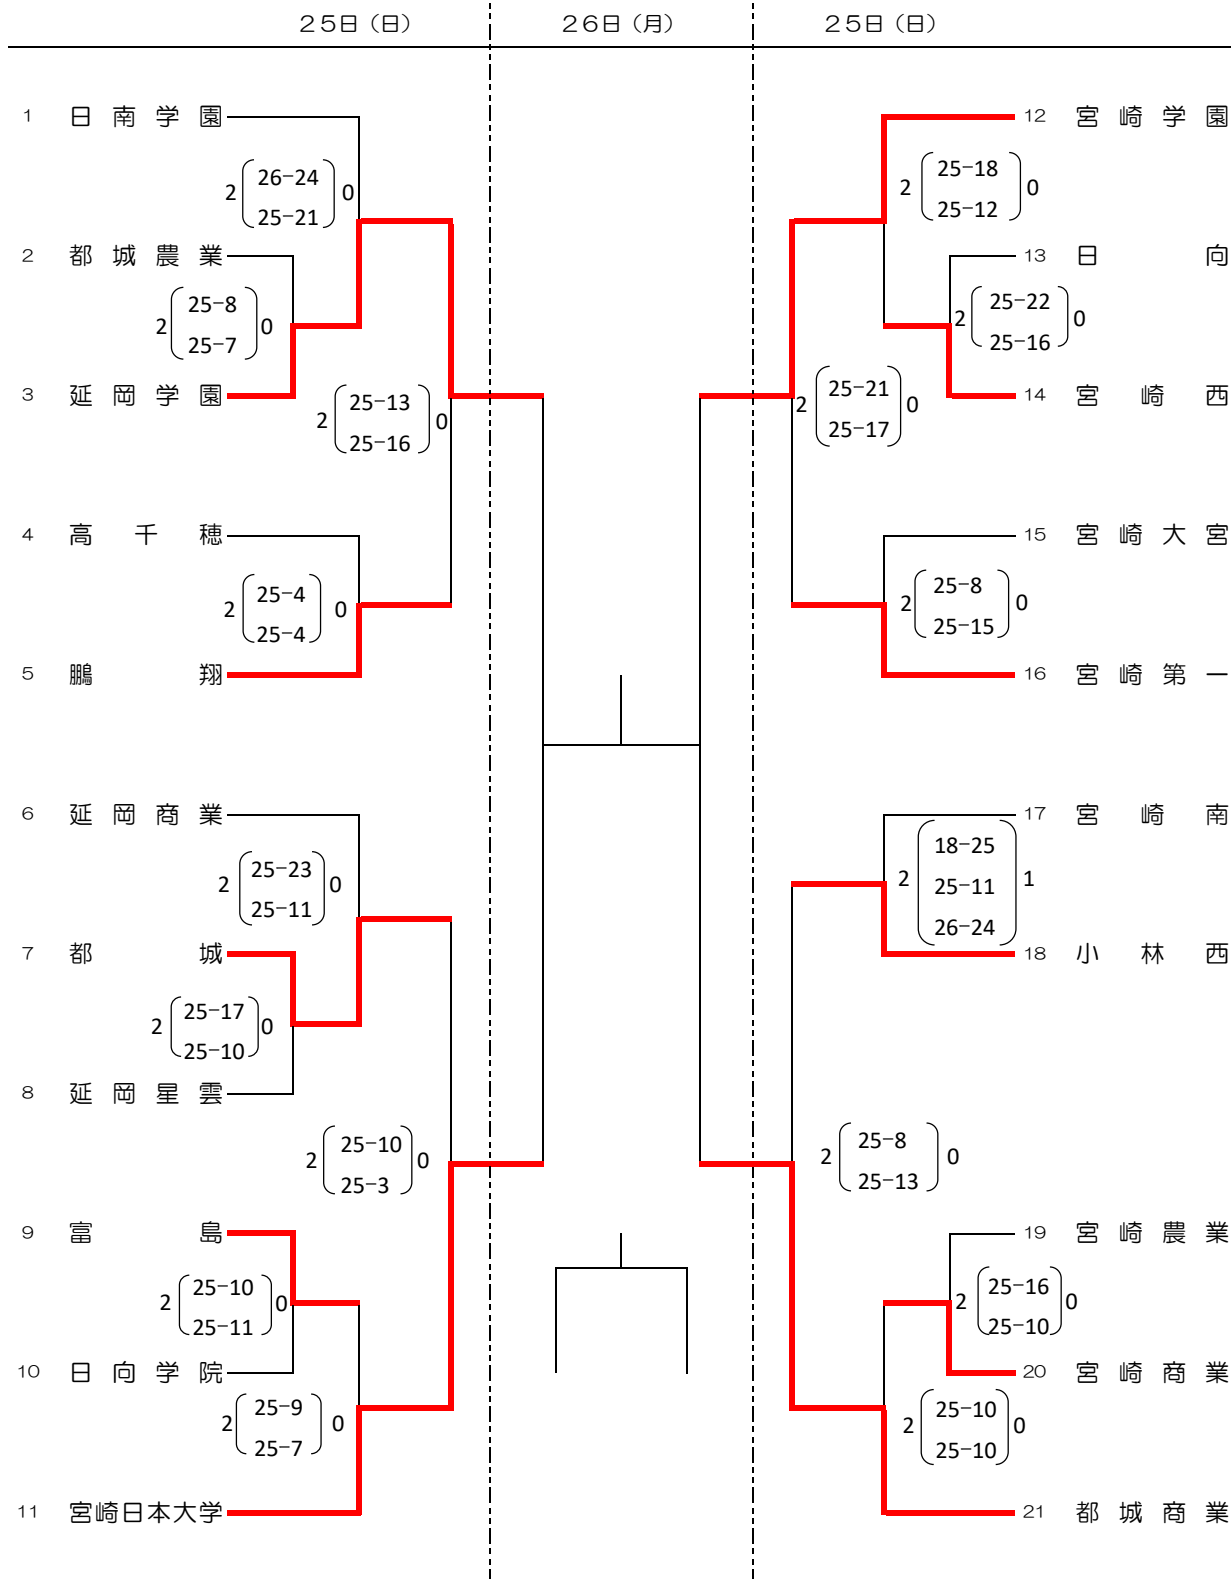 25日（日） 26日（月） 25日（日）
1 日南学園
12 宮崎学園
2 26-24 0
25-21
2 25-18 0
25-12
2 都城農業
13 日向
2 25-8 0
25-7
2 25-22 0
25-16
3 延岡学園
14 宮崎西
2 25-13 0
25-16
2 25-21 0
25-17
4 高千穂
15 宮崎大宮
2 25-4 0
25-4
2 25-8 0
25-15
5 鵬翔
16 宮崎第一
6 延岡商業
17 宮崎南
2 25-23 0
25-11
18-25
2 25-11 1
26-24
7 都城
18 小林西
2 25-17 0
25-10
8 延岡星雲
2 25-10 0
25-3
2 25-8 0
25-13
9 富島
19 宮崎農業
2 25-10 0
25-11
2 25-16 0
25-10
10 日向学院
20 宮崎商業
2 25-9 0
25-7
2 25-10 0
25-10
11 宮崎日本大学
21 都城商業